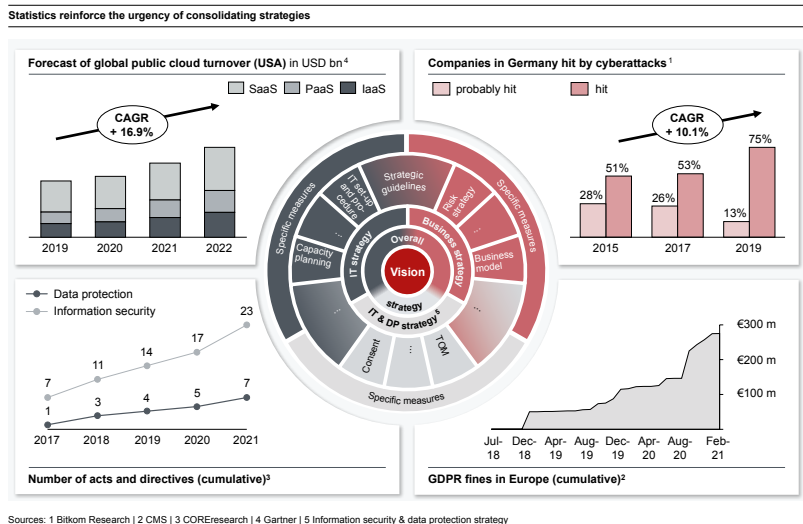 Statistics reinforce the urgency of consolidating strategies
Forecast of global public cloud turnover (USA) in USD bn4
SaaS PaaS IaaS
CAGR
+ 16.9%
2019 2020 2021 2022
Companies in Germany hit by cyberattacks1
probably hit hit
CAGR
+ 10.1%
28% 51% 26% 53% 13% 75%
2015 2017 2019
Specific measures
IT set-up
and pro-
cedure
...
Capacity
planning
...
Strategic
guidelines
Risk
strategy
...
Business
model
...
Specific measures
IT strategy
Business strategy
Overall
Vision
strategy
IT & DP strategy5
Consent
...
TOM
Specific measures
Data protection
Information security
7 11 14 17 23
1 3 4 5 7
2017 2018 2019 2020 2021
Number of acts and directives (cumulative)3
€300 m
€200 m
€100 m
Jul- Dec- Apr- Aug- Dec- Apr- Aug- Feb-
18 18 19 19 19 20 20 21
GDPR fines in Europe (cumulative)2
Sources: 1 Bitkom Research | 2 CMS | 3 COREresearch | 4 Gartner | 5 Information security & data protection strategy